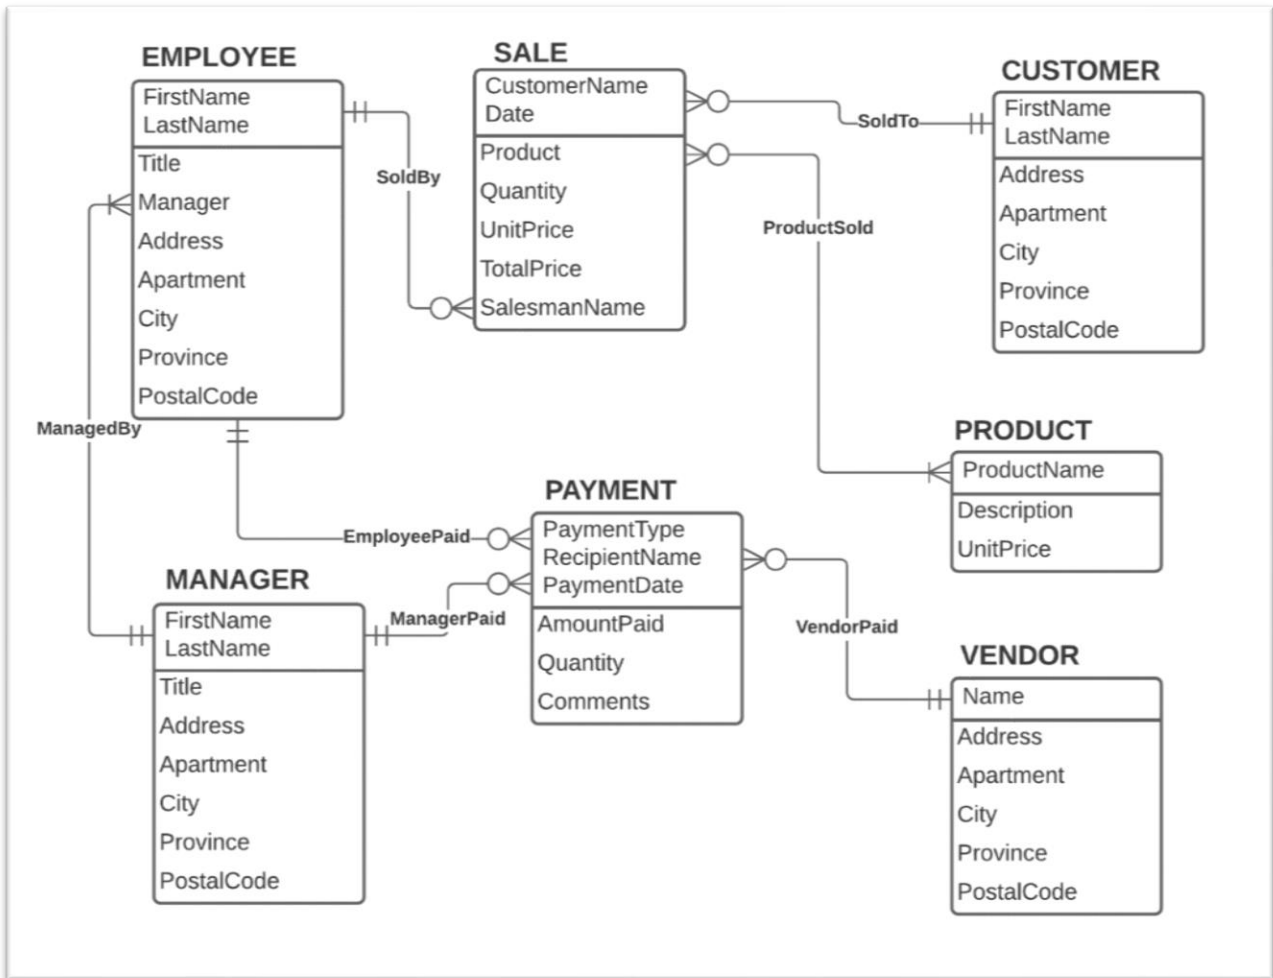 EMPLOYEE
FirstName
LastName
Title
Manager
Address
Apartment
City
Province
PostalCode
SoldBy
SALE
CustomerName
Date
Product
Quantity
UnitPrice
TotalPrice
SalesmanName
SoldTo
ProductSold
CUSTOMER
FirstName
LastName
Address
Apartment
City
Province
PostalCode
ManagedBy
EmployeePaid
MANAGER
FirstName
LastName
Title
Address
Apartment
City
Province
PostalCode
ManagerPaid
PAYMENT
PaymentType
RecipientName
PaymentDate
AmountPaid
Quantity
Comments
VendorPaid
PRODUCT
ProductName
Description
UnitPrice
VENDOR
Name
Address
Apartment
City
Province
PostalCode